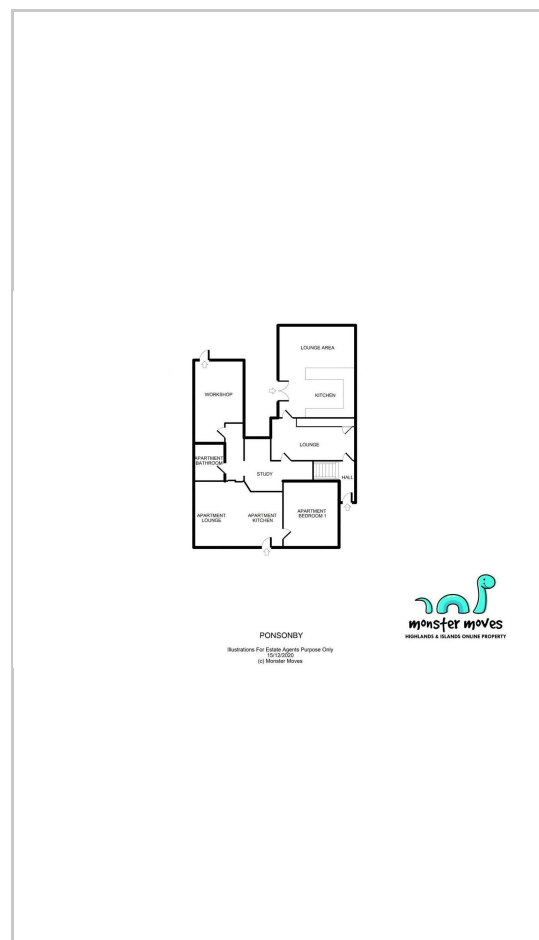 LOUNGE AREA
WORKSHOP
KITCHEN
LOUNGE
APARTMENT
BATHROOM
STUDY
HALL
APARTMENT
LOUNGE
APARTMENT
KITCHEN
APARTMENT
BEDROOM 1
monster moves
HIGHLANDS & ISLANDS ONLINE PROPERTY
PONSONBY
Illustrations For Estate Agents Purpose Only
15/12/2020
(c) Monster Moves